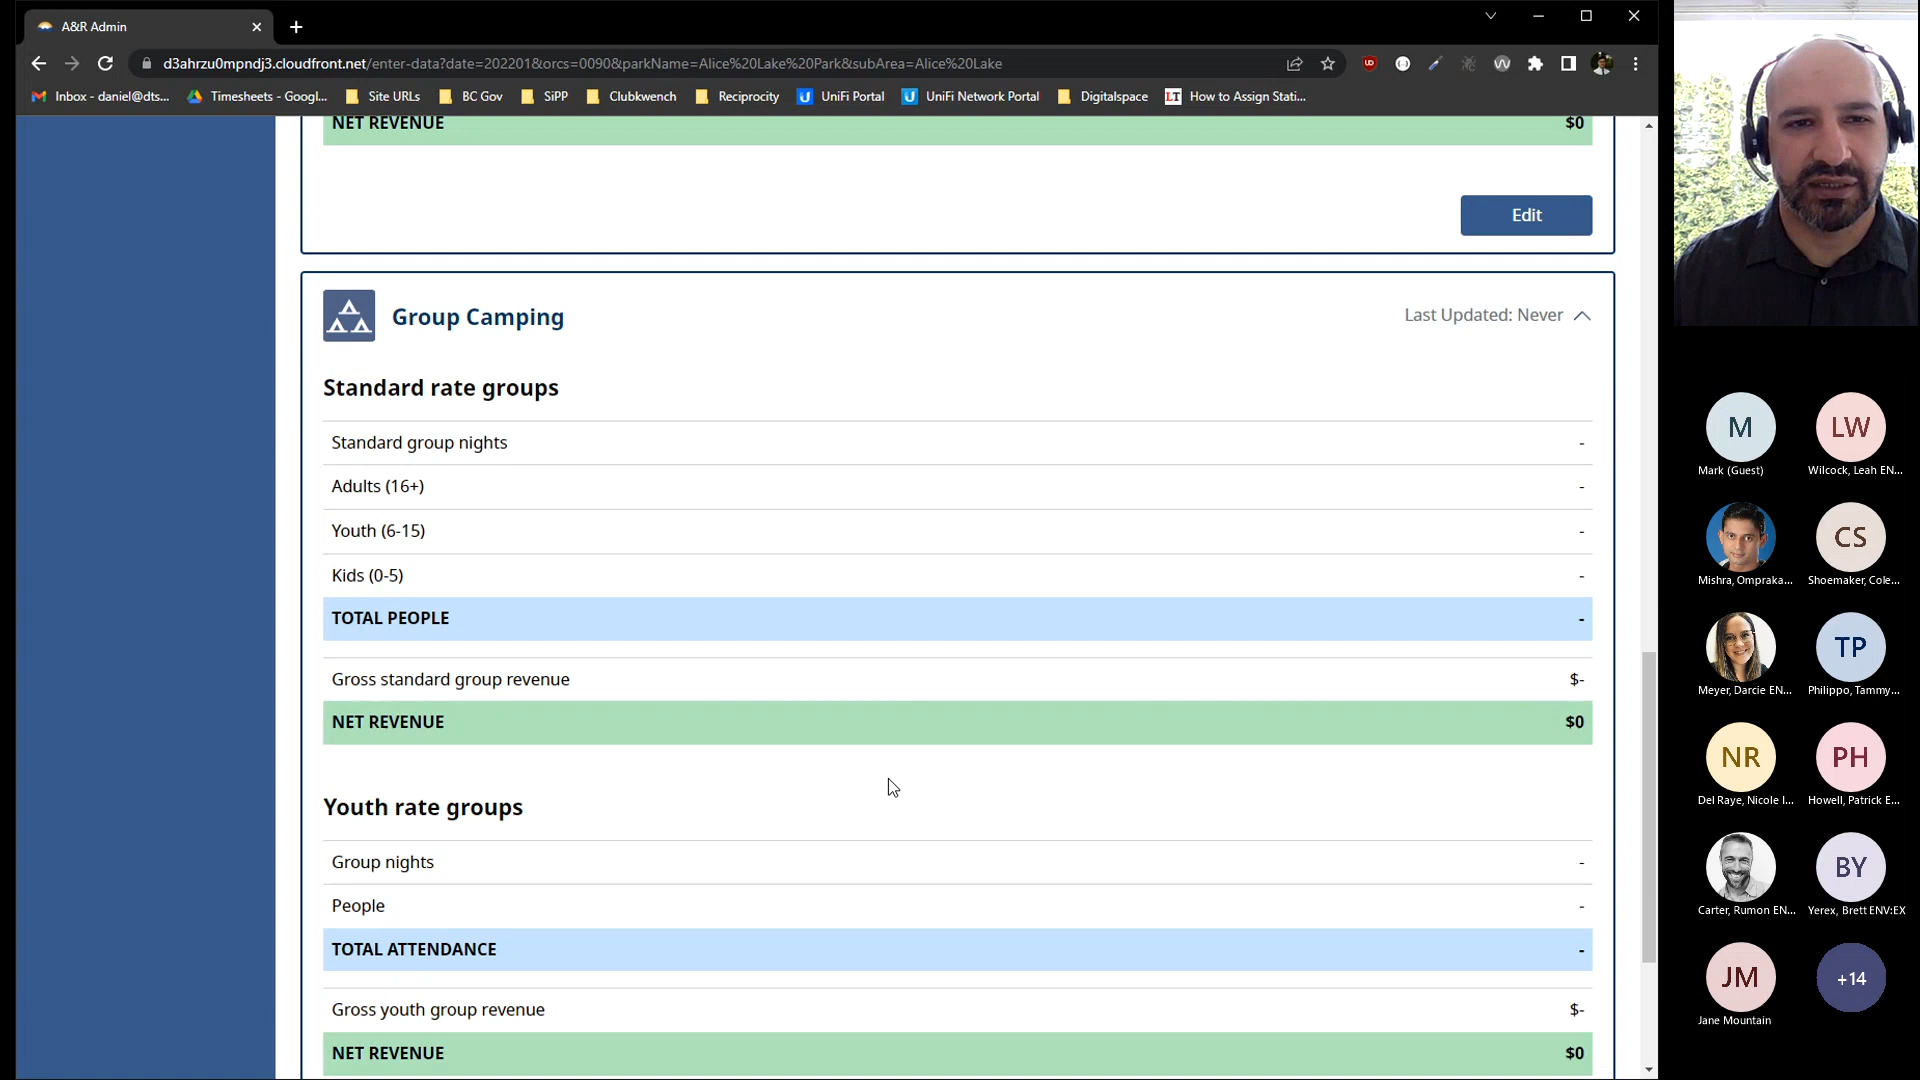 A&R Admin
d3ahrzu0mpndj3.cloudfront.net/enter-data?date=202201&orcs=0090&parkName=Alice%20Lake%20Park&subArea=Alice%20Lake
Inbox - daniel@dts...
Timesheets - Googl...
Site URLs
BC Gov
SiPP
Clubkwench
Reciprocity
UniFi Portal
UniFi Network Portal
Digitalspace
LT
How to Assign Stati...
NET REVENUE $0
Edit
Group Camping
Last Updated: Never
Standard rate groups
Standard group nights -
Adults (16+) -
Youth (6-15) -
Kids (0-5) -
TOTAL PEOPLE -
Gross standard group revenue $-
NET REVENUE $0
Youth rate groups
Group nights -
People -
TOTAL ATTENDANCE -
Gross youth group revenue $-
NET REVENUE $0
M
Mark (Guest)
LW
Wilcock, Leah EN...
Mishra, Ompraka...
CS
Shoemaker, Cole...
Meyer, Darcie EN...
TP
Philippo, Tammy...
NR
Del Raye, Nicole I...
PH
Howell, Patrick E...
Carter, Rumon EN...
BY
Yerex, Brett ENV:EX
JM
Jane Mountain
+14